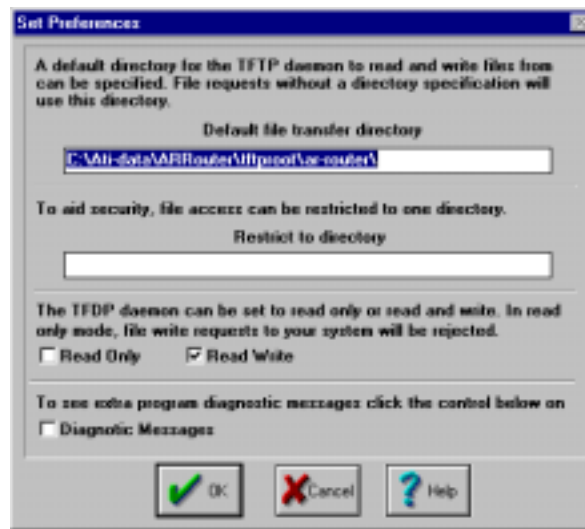 Set Preferences
A default directory for the TFTP daemon to read and write files from
can be specified. File requests without a directory specification will
use this directory.
Default file transfer directory
C:\Ati-data\ARRouter\tftproot\ar-router\
To aid security, file access can be restricted to one directory.
Restrict to directory
The TFDP daemon can be set to read only or read and write. In read
only mode, file write requests to your system will be rejected.
Read Only
Read Write
To see extra program diagnostic messages click the control below on
Diagnotic Messages
OK
Cancel
Help